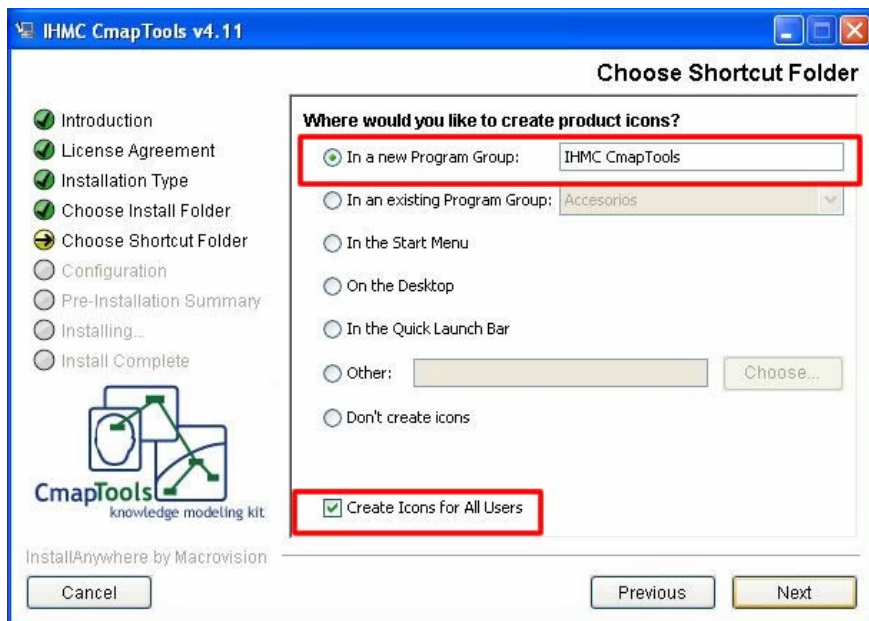 IHMC CmapTools v4.11
Choose Shortcut Folder
Introduction
License Agreement
Installation Type
Choose Install Folder
Choose Shortcut Folder
Configuration
Pre-Installation Summary
Installing...
Install Complete
CmapTools
knowledge modeling kit
Where would you like to create product icons?
In a new Program Group: IHMC CmapTools
In an existing Program Group: Accesorios
In the Start Menu
On the Desktop
In the Quick Launch Bar
Other: Choose...
Don't create icons
Create Icons for All Users
InstallAnywhere by Macrovision
Cancel Previous Next